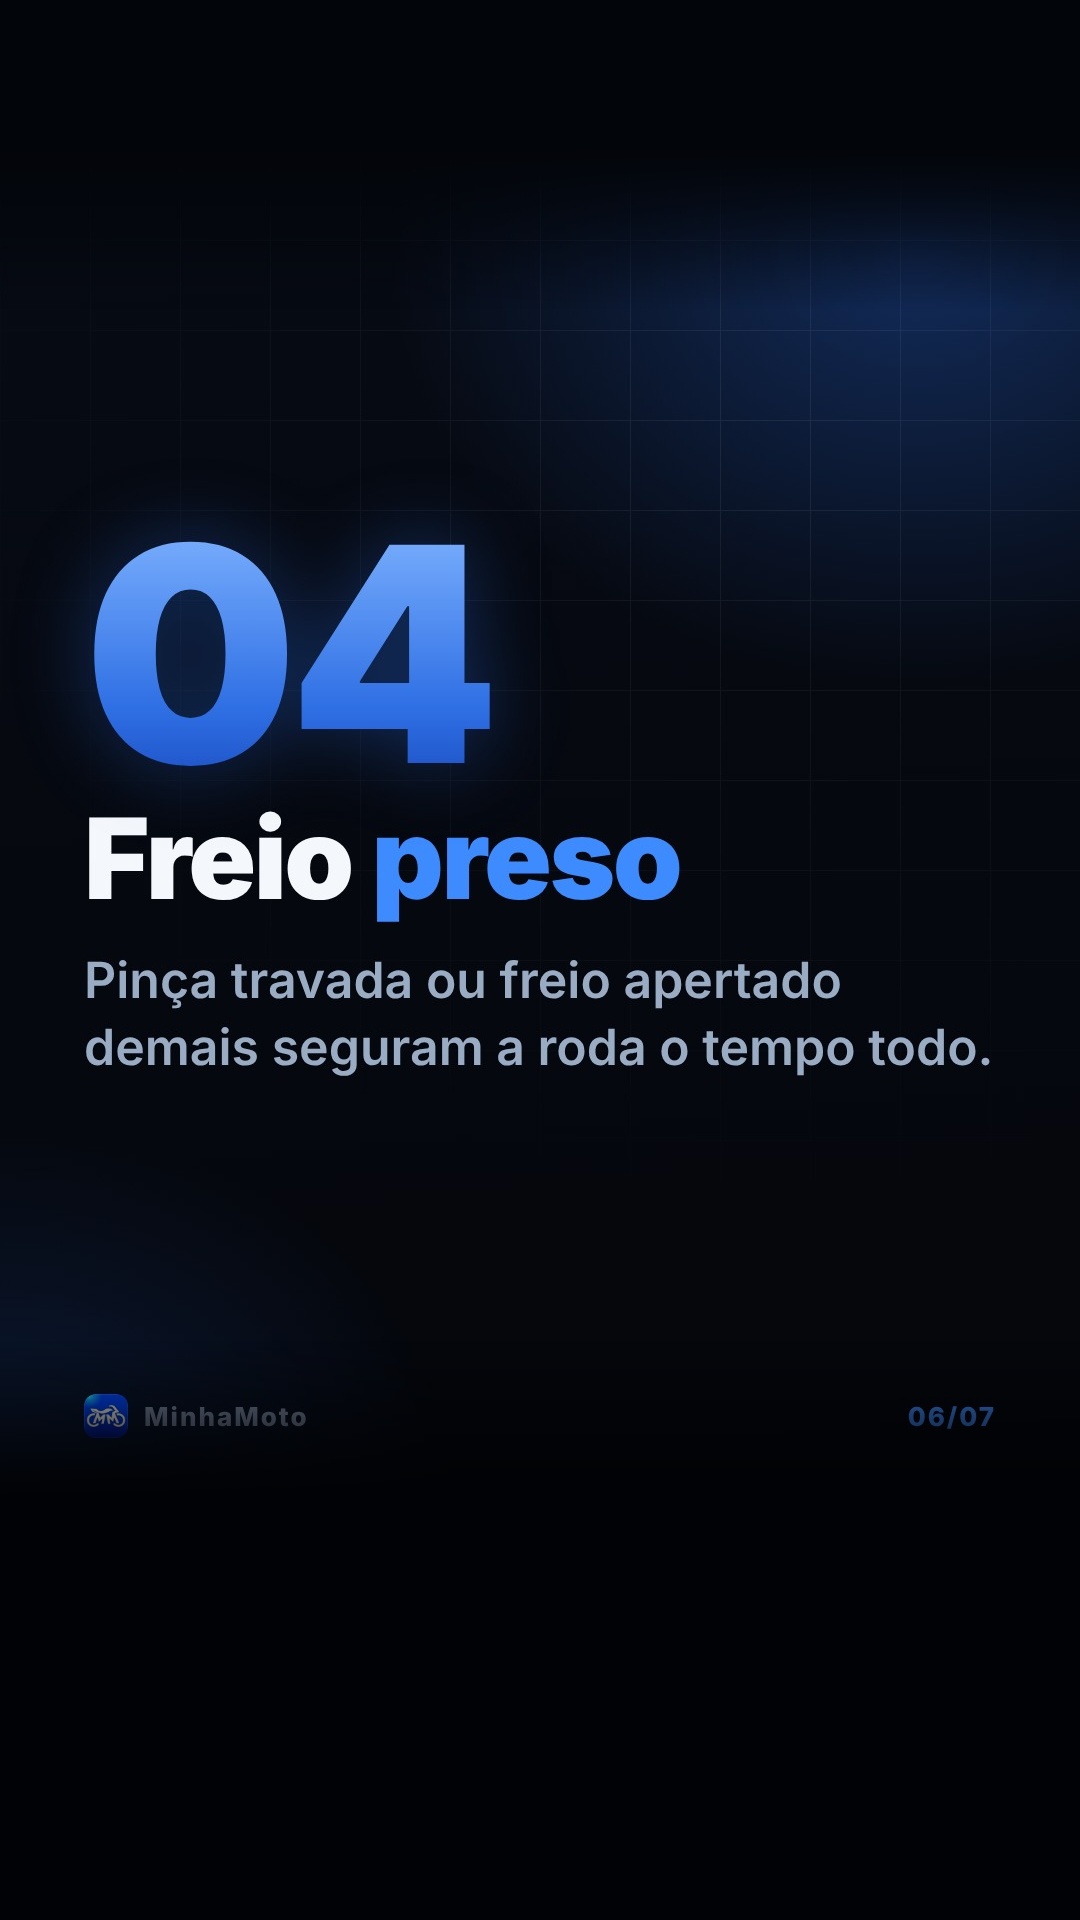 04
Freio preso
Pinça travada ou freio apertado
demais seguram a roda o tempo todo.
MinhaMoto
06/07